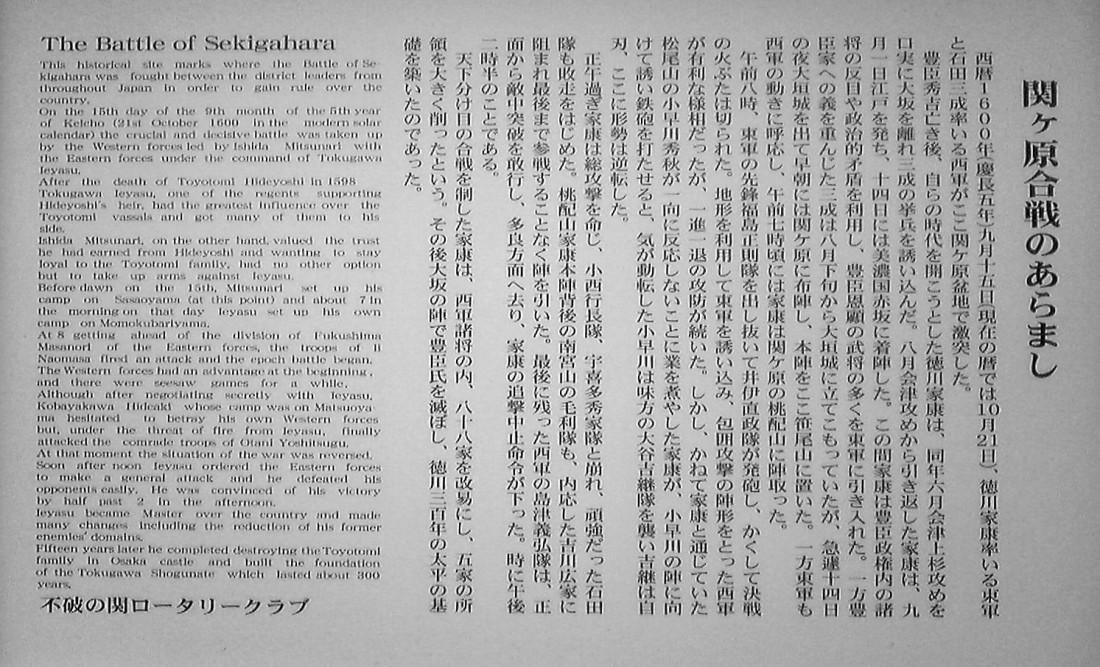 関ヶ原合戦のあらまし
西暦1600年(慶長五年)九月十五日(現在の暦では10月21日)、徳川家康率いる東軍
と石田三成率いる西軍がここ関ヶ原盆地で激突した。
豊臣秀吉亡き後、自らの時代を開こうとした徳川家康は、同年六月会津上杉攻めを
口実に大坂を離れ三成の挙兵を誘い込んだ。八月会津攻めから引き返した家康は、九
月一日江戸を発ち、十四日には美濃国赤坂に着陣した。この間家康は豊臣政権内の諸
将の反目や政治的矛盾を利用し、豊臣恩顧の武将の多くを東軍に引き入れた。一方豊
臣家への義を重んじた三成は八月下旬から大垣城に立てこもっていたが、急遽十四日
の夜大垣城を出て早朝には関ケ原に布陣し、本陣をここ笹尾山に置いた。一方東軍も
西軍の動きに呼応し、午前七時頃には家康は関ケ原の桃配山に陣取った。
午前八時、東軍の先鋒福島正則隊を出し抜いて井伊直政隊が発砲し、かくして決戦
の火ぶたは切られた。地形を利用して東軍を誘い込み、包囲攻撃の陣形をとった西軍
が有利な様相だったが、一進一退の攻防が続いた。しかし、かねて家康と通じていた
松尾山の小早川秀秋が一向に反応しないことに業を煮やした家康が、小早川の陣に向
けて誘い鉄砲を打たせると、気が動転した小早川は味方の大谷吉継隊を襲い吉継は自
刃、ここに形勢は逆転した。
正午過ぎ家康は総攻撃を命じ、小西行長隊、宇喜多秀家隊と崩れ、頑強だった石田
隊も敗走をはじめた。桃配山家康本陣背後の南宮山の毛利隊も、内応した吉川広家に
阻まれ最後まで参戦することなく陣を引いた。最後に残った西軍の島津義弘隊は、正
面から敵中突破を敢行し、多良方面へ去り、家康の追撃中止命令が下った。時に午後
二時半のことである。
天下分け目の合戦を制した家康は、西軍諸将の内、八十八家を改易にし、五家の所
領を大きく削ったという。その後大坂の陣で豊臣氏を滅ぼし、徳川三百年の太平の基
礎を築いたのであった。
The Battle of Sekigahara
This historical site marks where the Battle of Se-
kigahara was fought between the district leaders from
throughout Japan in order to gain rule over the
country.
On the 15th day of the 9th month of the 5th year
of Keicho (21st October 1600 in the modern solar
calendar) the crucial and decisive battle was taken up
by the Western forces led by Ishida Mitsunari with
the Eastern forces under the command of Tokugawa
Ieyasu.
After the death of Toyotomi Hideyoshi in 1598
Tokugawa Ieyasu, one of the regents supporting
Hideyoshi's heir, had the greatest influence over the
Toyotomi vassals and got many of them to his
side.
Ishida Mitsunari, on the other hand, valued the trust
he had earned from Hideyoshi and wanting to stay
loyal to the Toyotomi family, had no other option
but to take up arms against Ieyasu.
Before dawn on the 15th, Mitsunari set up his
camp on Sasaoyama (at this point) and about 7 in
the morning on that day Ieyasu set up his own
camp on Momokubariyama.
At 8 getting ahead of the division of Fukushima
Masanori of the Eastern forces, the troops of Ii
Naomasa fired an attack and the epoch battle began.
The Western forces had an advantage at the beginning,
and there were seesaw games for a while.
Although after negotiating secretly with Ieyasu,
Kobayakawa Hideaki whose camp was on Matsuoya-
ma hesitated to betray his own Western forces
but, under the threat of fire from Ieyasu, finally
attacked the comrade troops of Otani Yoshitsugu.
At that moment the situation of the war was reversed.
Soon after noon Ieyasu ordered the Eastern forces
to make a general attack and he defeated his
opponents easily. He was convinced of his victory
by half past 2 in the afternoon.
Ieyasu became Master over the country and made
many changes including the reduction of his former
enemies' domains.
Fifteen years later he completed destroying the Toyotomi
family in Osaka castle and built the foundation
of the Tokugawa Shogunate which lasted about 300
years.
不破の関ロータリークラブ